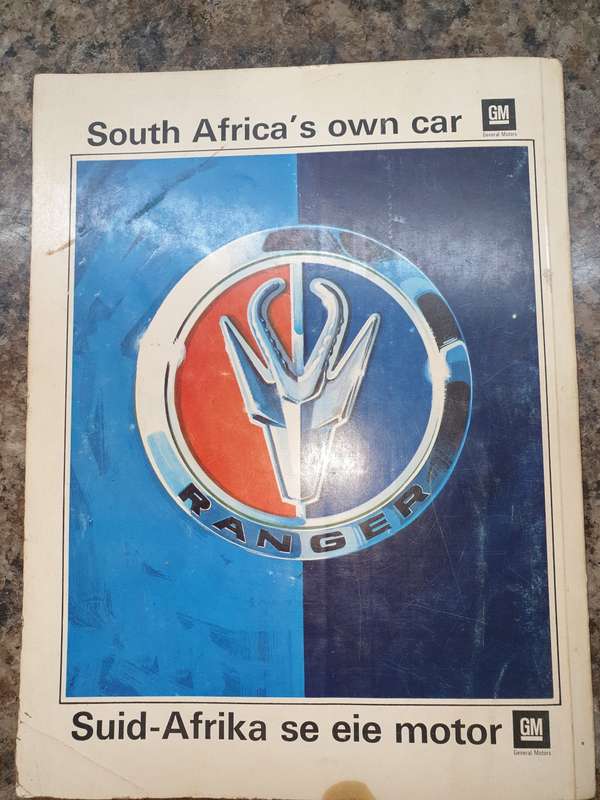 South Africa's own car
GM
General Motors
RANGER
Suid-Afrika se eie motor
GM
General Motors